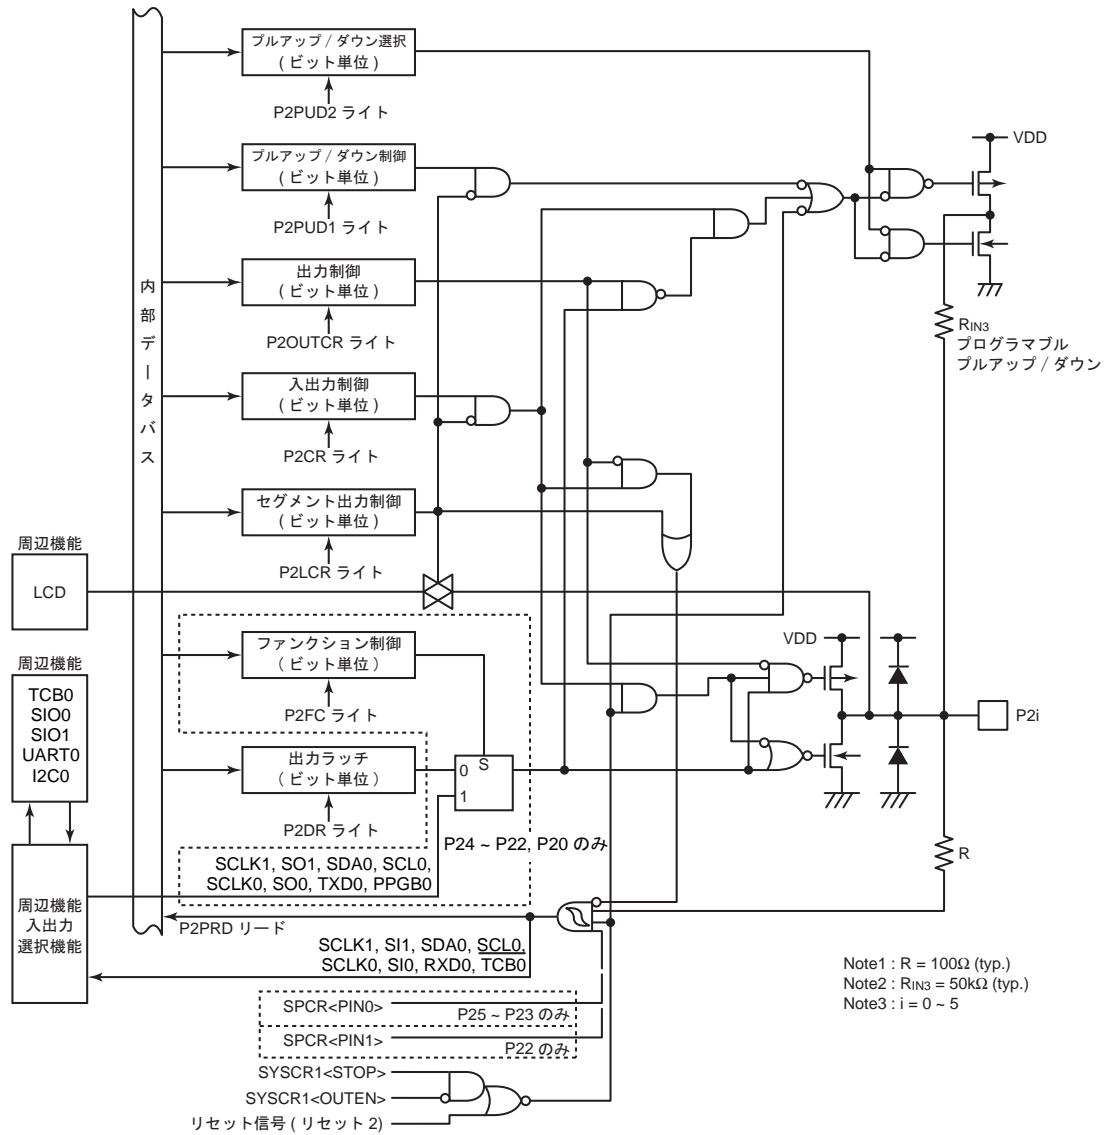 プルアップ / ダウン選択
( ビット単位 )
P2PUD2 ライト
VDD
プルアップ / ダウン制御
( ビット単位 )
P2PUD1 ライト
出力制御
( ビット単位 )
P2OUTCR ライト
内部データバス
RIN3
プログラマブル
プルアップ / ダウン
入出力制御
( ビット単位 )
P2CR ライト
セグメント出力制御
( ビット単位 )
P2LCR ライト
周辺機能
LCD
ファンクション制御
( ビット単位 )
P2FC ライト
VDD
周辺機能
TCB0
SIO0
SIO1
UART0
I2C0
P2i
出力ラッチ
( ビット単位 )
P2DR ライト
0
S
1
P24 ~ P22, P20 のみ
SCLK1, SO1, SDA0, SCL0,
SCLK0, SO0, TXD0, PPGB0
R
周辺機能
入出力
選択機能
P2PRD リード
SCLK1, SI1, SDA0, SCL0,
SCLK0, SI0, RXD0, TCB0
Note1 : R = 100Ω (typ.)
Note2 : RIN3 = 50kΩ (typ.)
Note3 : i = 0 ~ 5
SPCR<PIN0>
P25 ~ P23 のみ
SPCR<PIN1>
P22 のみ
SYSCR1<STOP>
SYSCR1<OUTEN>
リセット信号 ( リセット 2)